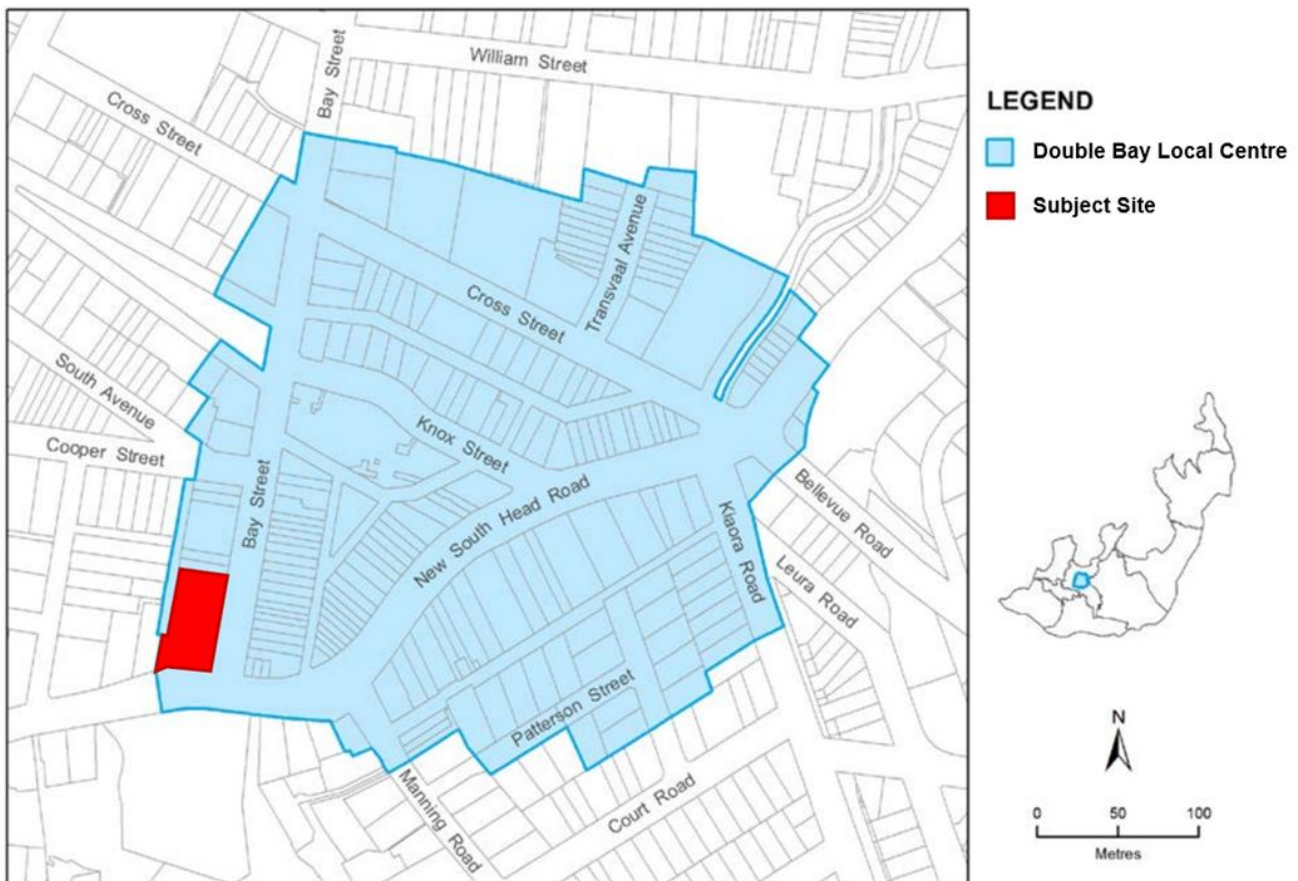 William Street
Bay Street
Cross Street
Transvaal Avenue
Cross Street
South Avenue
Cooper Street
Knox Street
Bay Street
New South Head Road
Bellevue Road
Kiaora Road
Leura Road
Patterson Street
Manning Road
Court Road
LEGEND
Double Bay Local Centre
Subject Site
N
0 50 100
Metres